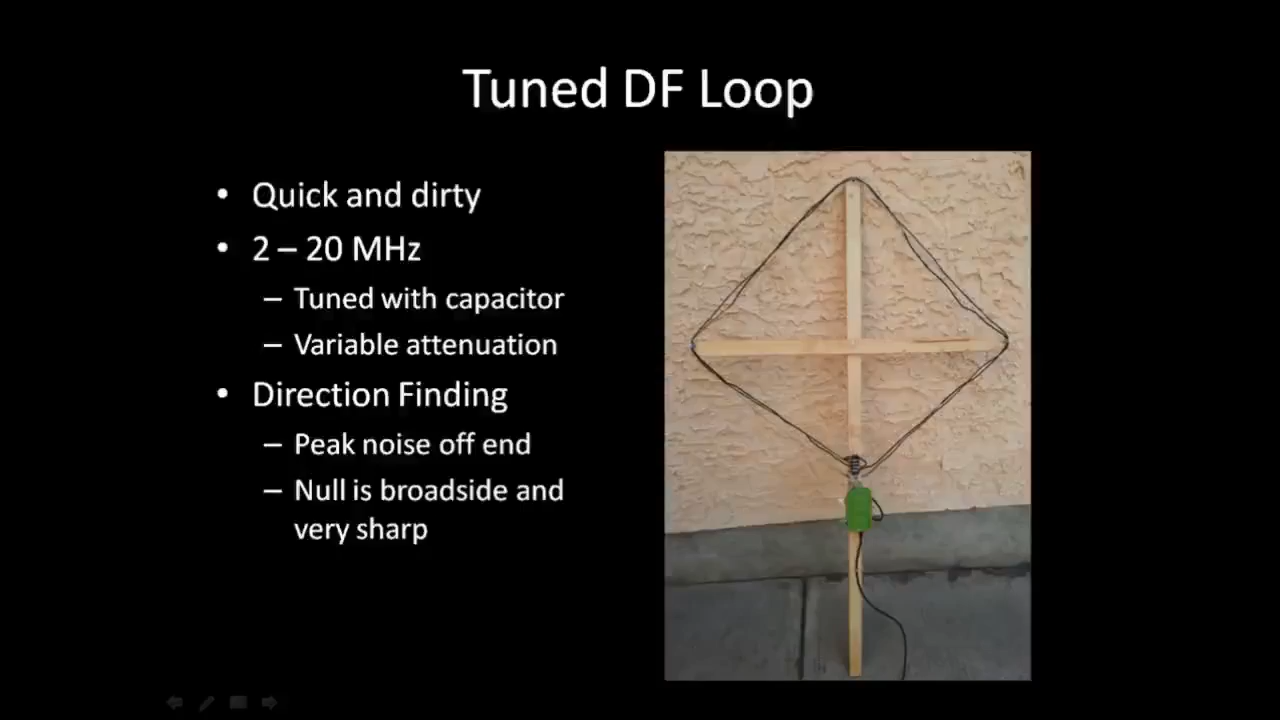 Tuned DF Loop
• Quick and dirty
• 2 – 20 MHz
– Tuned with capacitor
– Variable attenuation
• Direction Finding
– Peak noise off end
– Null is broadside and
very sharp